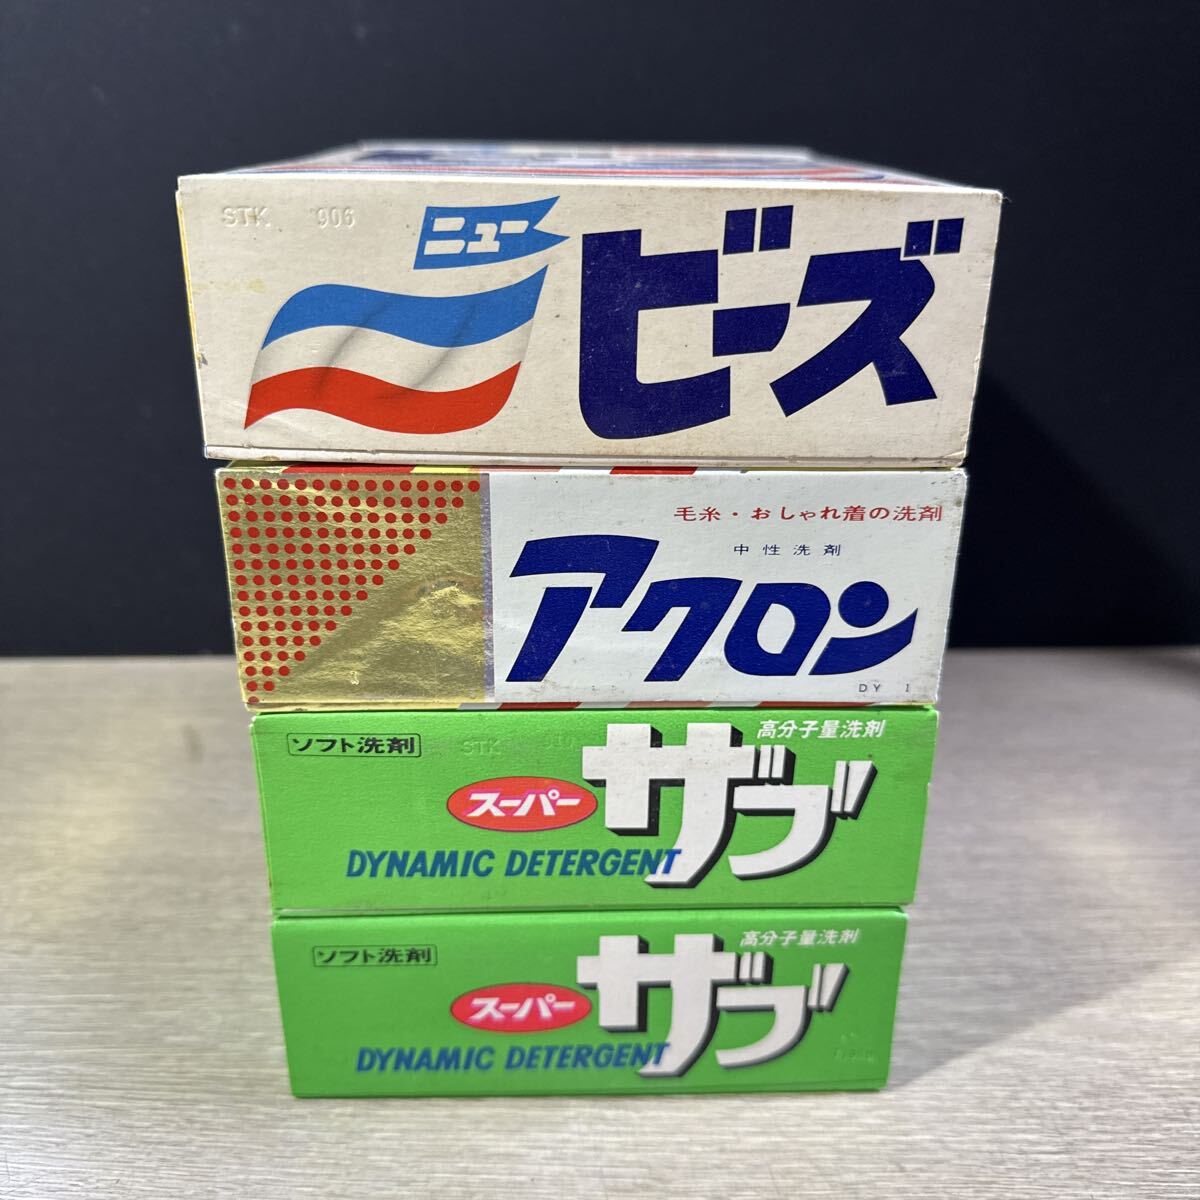 STK 906
ニュー
ビーズ
毛糸・おしゃれ着の洗剤
中性洗剤
アクロン
DY 1
高分子量洗剤
ソフト洗剤
STK
スーパー
ザブ
DYNAMIC DETERGENT
高分子量洗剤
ソフト洗剤
スーパー
ザブ
DYNAMIC DETERGENT